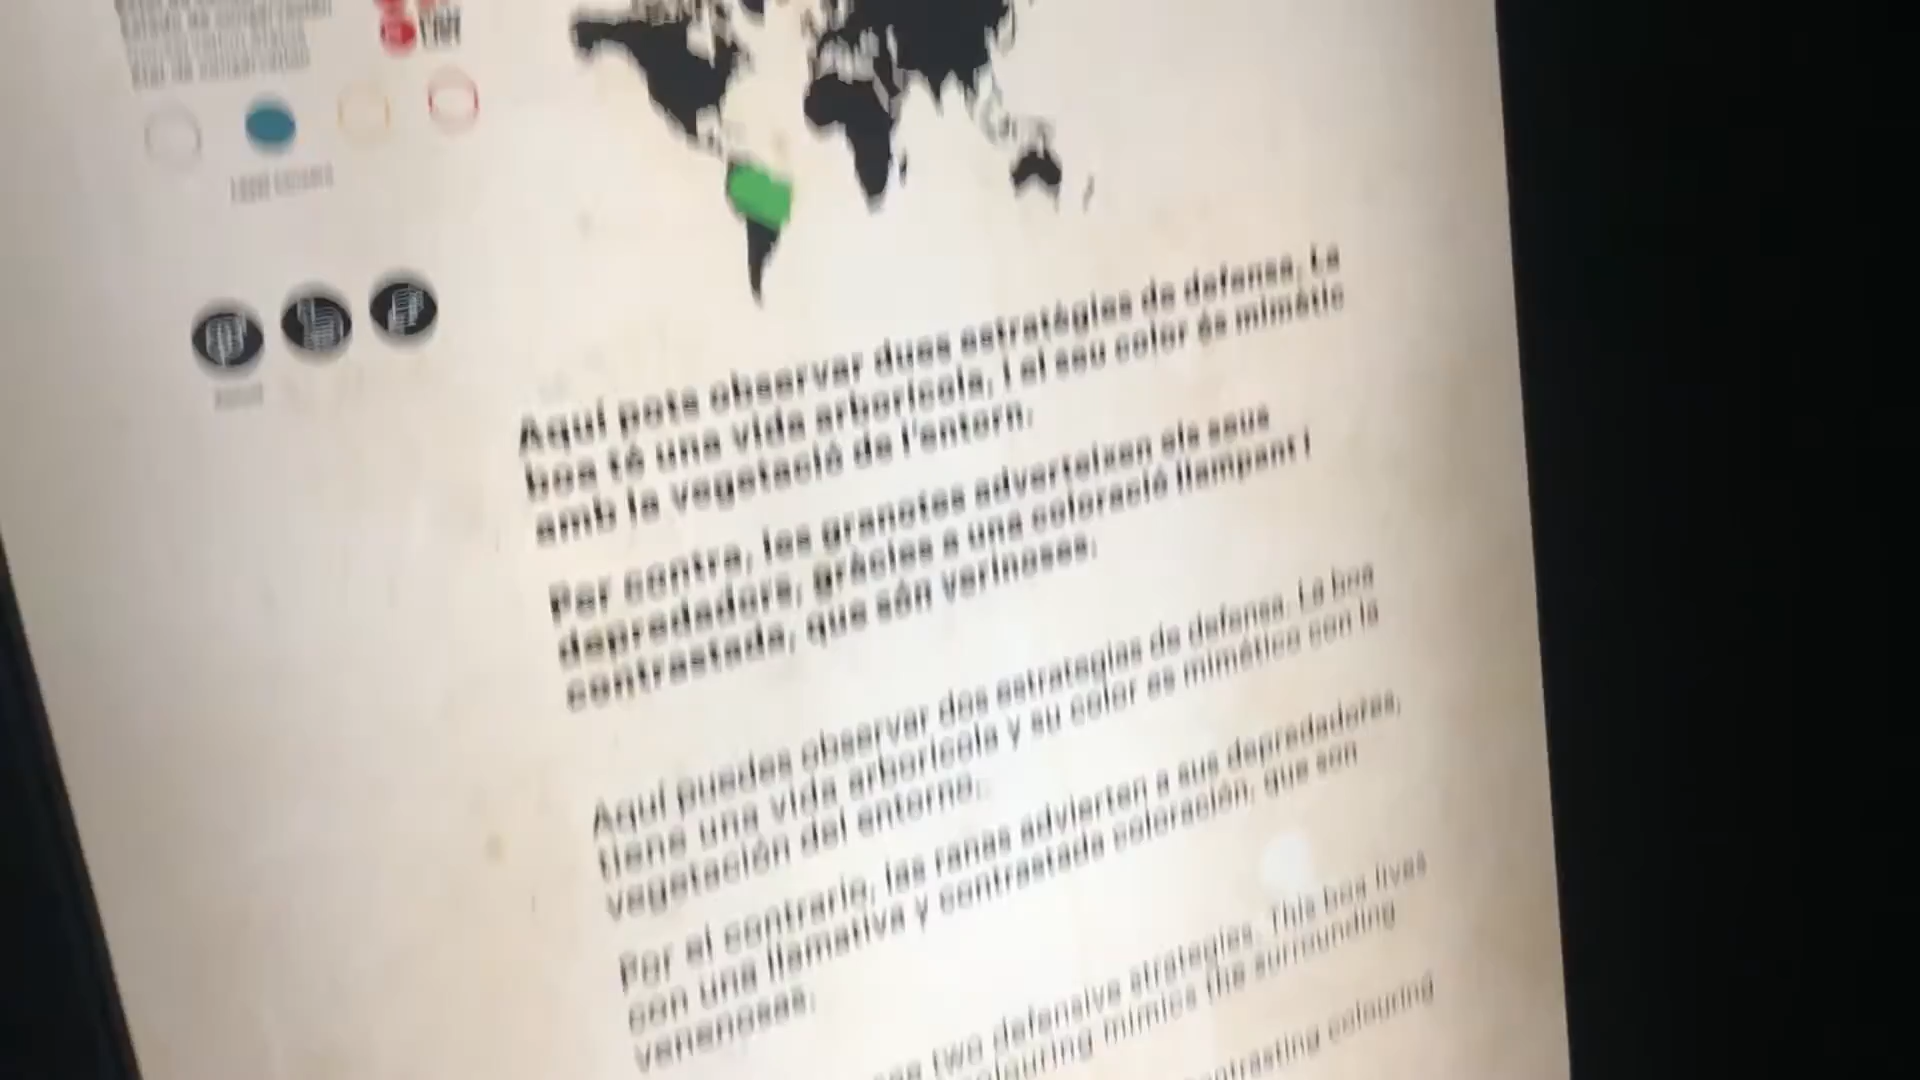 Estat de conservation
Aquí pots observar dues estratègies de defensa. La
boa té una vida arborícola, i el seu color és mimètic
amb la vegetació de l'entorn.
Per contra, les granotes adverteixen els seus
depredadors, gràcies a una coloració llampant i
contrastada, que són verinoses.
Aquí puedes observar dos estrategias de defensa. La boa
tiene una vida arborícola y su color es mimético con la
vegetación del entorno.
Por el contrario, las ranas advierten a sus depredadores,
con una llamativa y contrastada coloración, que son
venenosas.
two defensive strategies. This boa lives
colouring mimics the surrounding
contrasting colouring